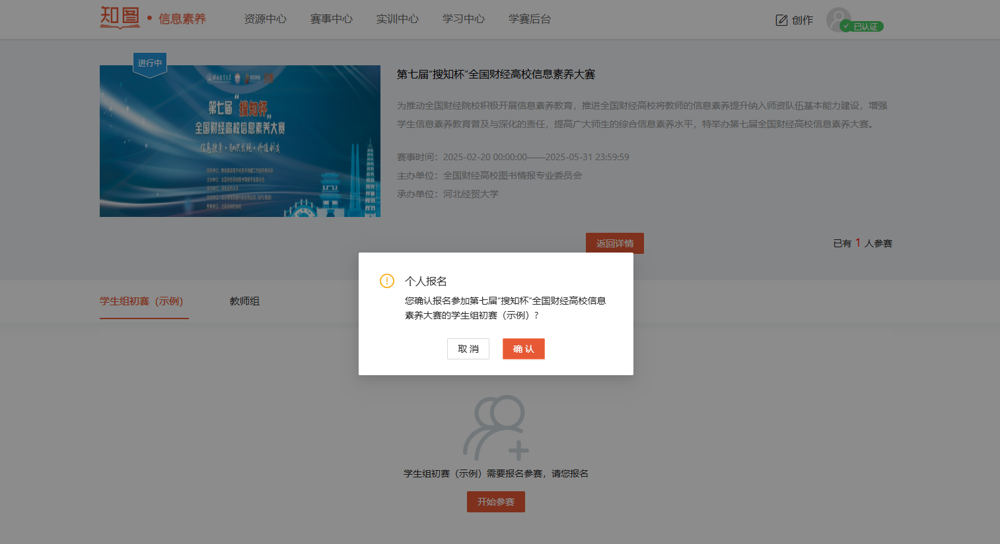 知图 · 信息素养
资源中心 赛事中心 实训中心 学习中心 学赛后台
创作
已认证
进行中
第七届“搜知杯”
全国财经高校信息素养大赛
第七届“搜知杯”全国财经高校信息素养大赛
为推动全国财经院校积极开展信息素养教育，推进全国财经高校将教师的信息素养提升纳入师资队伍基本能力建设，增强
学生信息素养教育普及与深化的责任，提高广大师生的综合信息素养水平，特举办第七届全国财经高校信息素养大赛。
赛事时间：2025-02-20 00:00:00——2025-05-31 23:59:59
主办单位：全国财经高校图书情报专业委员会
承办单位：河北经贸大学
返回详情
已有 1 人参赛
学生组初赛（示例） 教师组
个人报名
您确认报名参加第七届“搜知杯”全国财经高校信息
素养大赛的学生组初赛（示例）?
取 消 确 认
学生组初赛（示例）需要报名参赛，请您报名
开始参赛